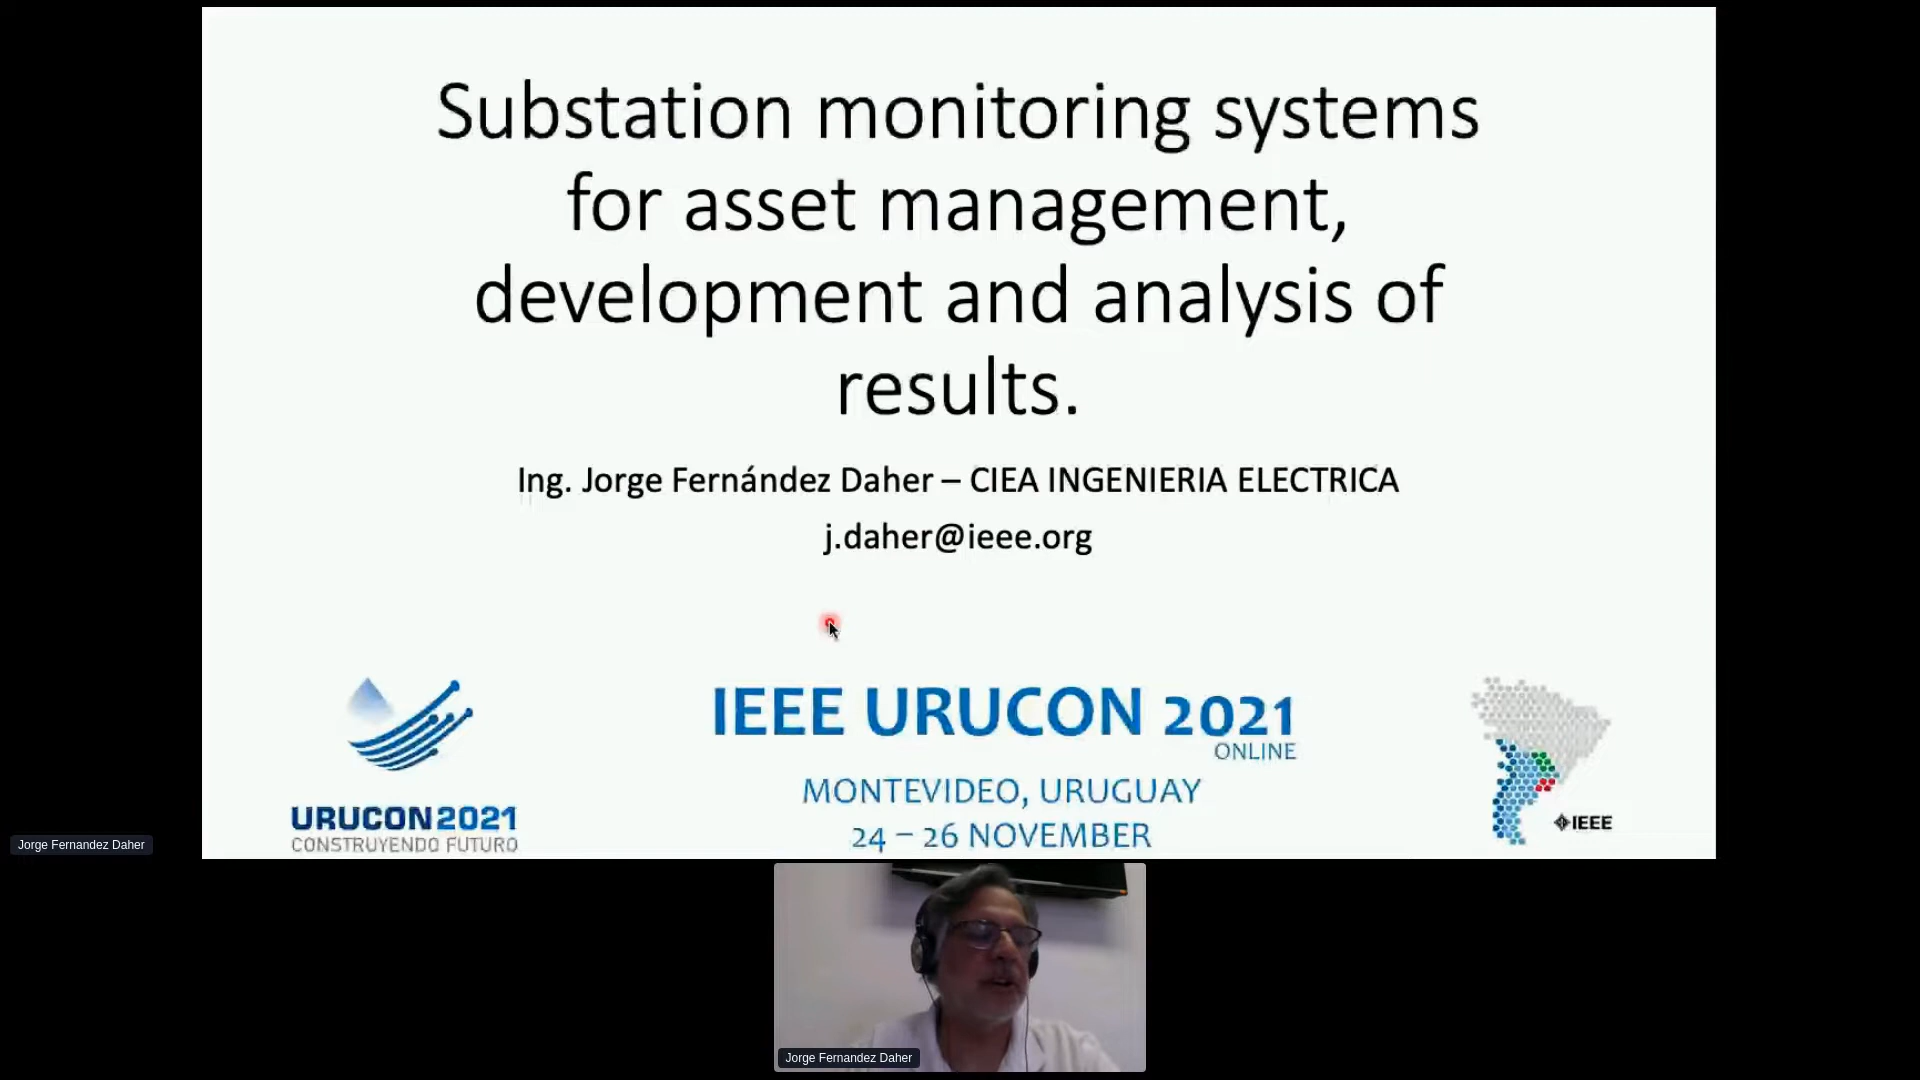 Substation monitoring systems
for asset management,
development and analysis of
results.
Ing. Jorge Fernández Daher – CIEA INGENIERIA ELECTRICA
j.daher@ieee.org
IEEE URUCON 2021
ONLINE
MONTEVIDEO, URUGUAY
24 – 26 NOVEMBER
URUCON2021
CONSTRUYENDO FUTURO
IEEE
Jorge Fernandez Daher
Jorge Fernandez Daher